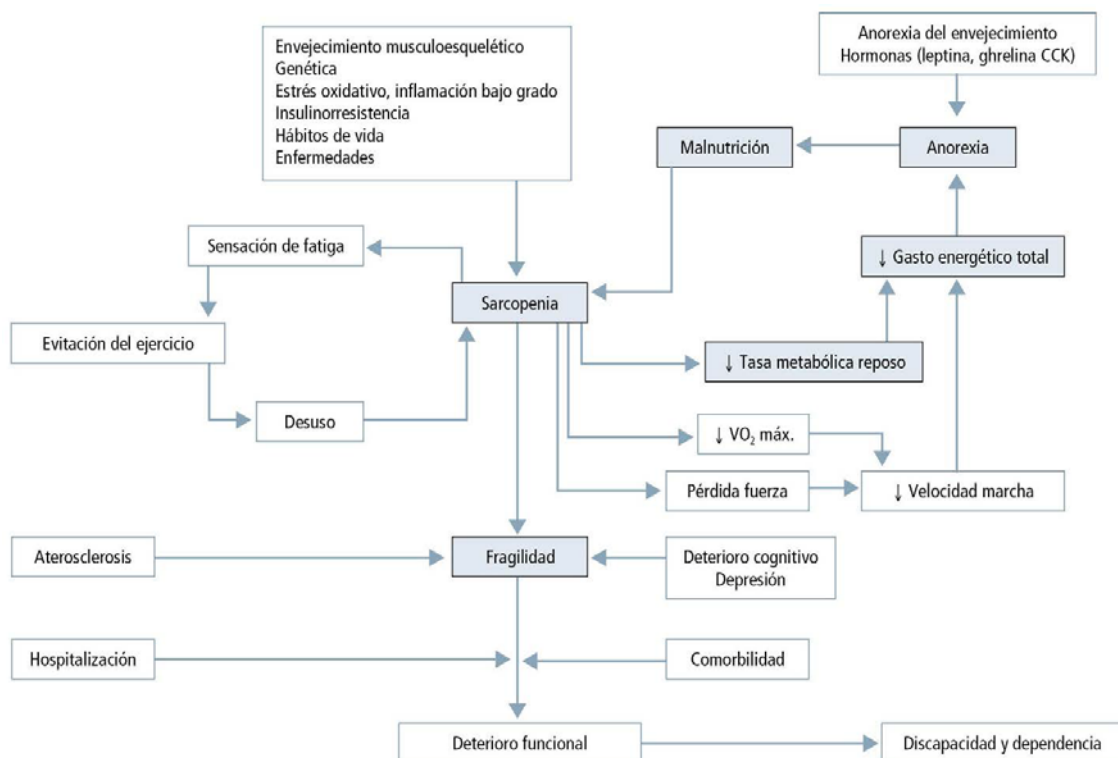 Anorexia del envejecimiento
Hormonas (leptina, ghrelina CCK)
Envejecimiento musculoesquelético
Genética
Estrés oxidativo, inflamación bajo grado
Insulinorresistencia
Hábitos de vida
Enfermedades
Malnutrición
Anorexia
Sensación de fatiga
↓ Gasto energético total
Sarcopenia
Evitación del ejercicio
↓ Tasa metabólica reposo
Desuso
↓ VO₂ máx.
Pérdida fuerza
↓ Velocidad marcha
Aterosclerosis
Fragilidad
Deterioro cognitivo
Depresión
Hospitalización
Comorbilidad
Deterioro funcional
Discapacidad y dependencia